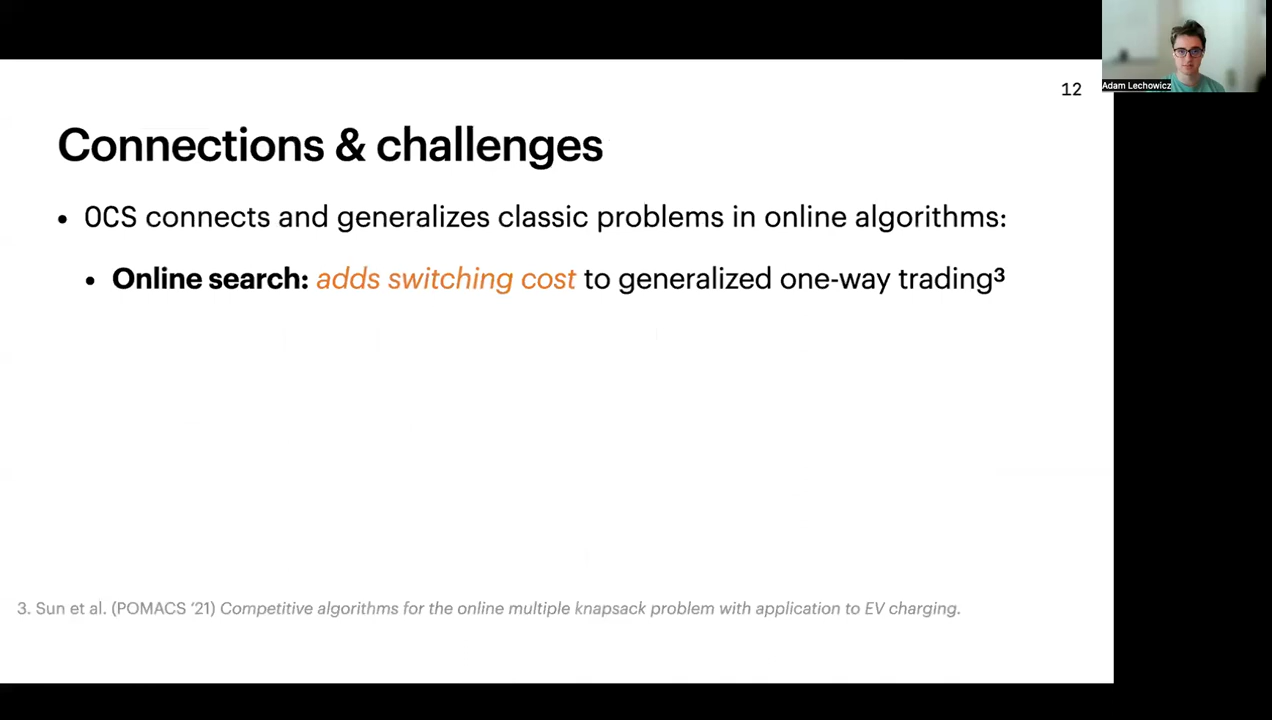 12
Adam Lechowicz
Connections & challenges
• OCS connects and generalizes classic problems in online algorithms:
• Online search: adds switching cost to generalized one-way trading³
3. Sun et al. (POMACS ‘21) Competitive algorithms for the online multiple knapsack problem with application to EV charging.